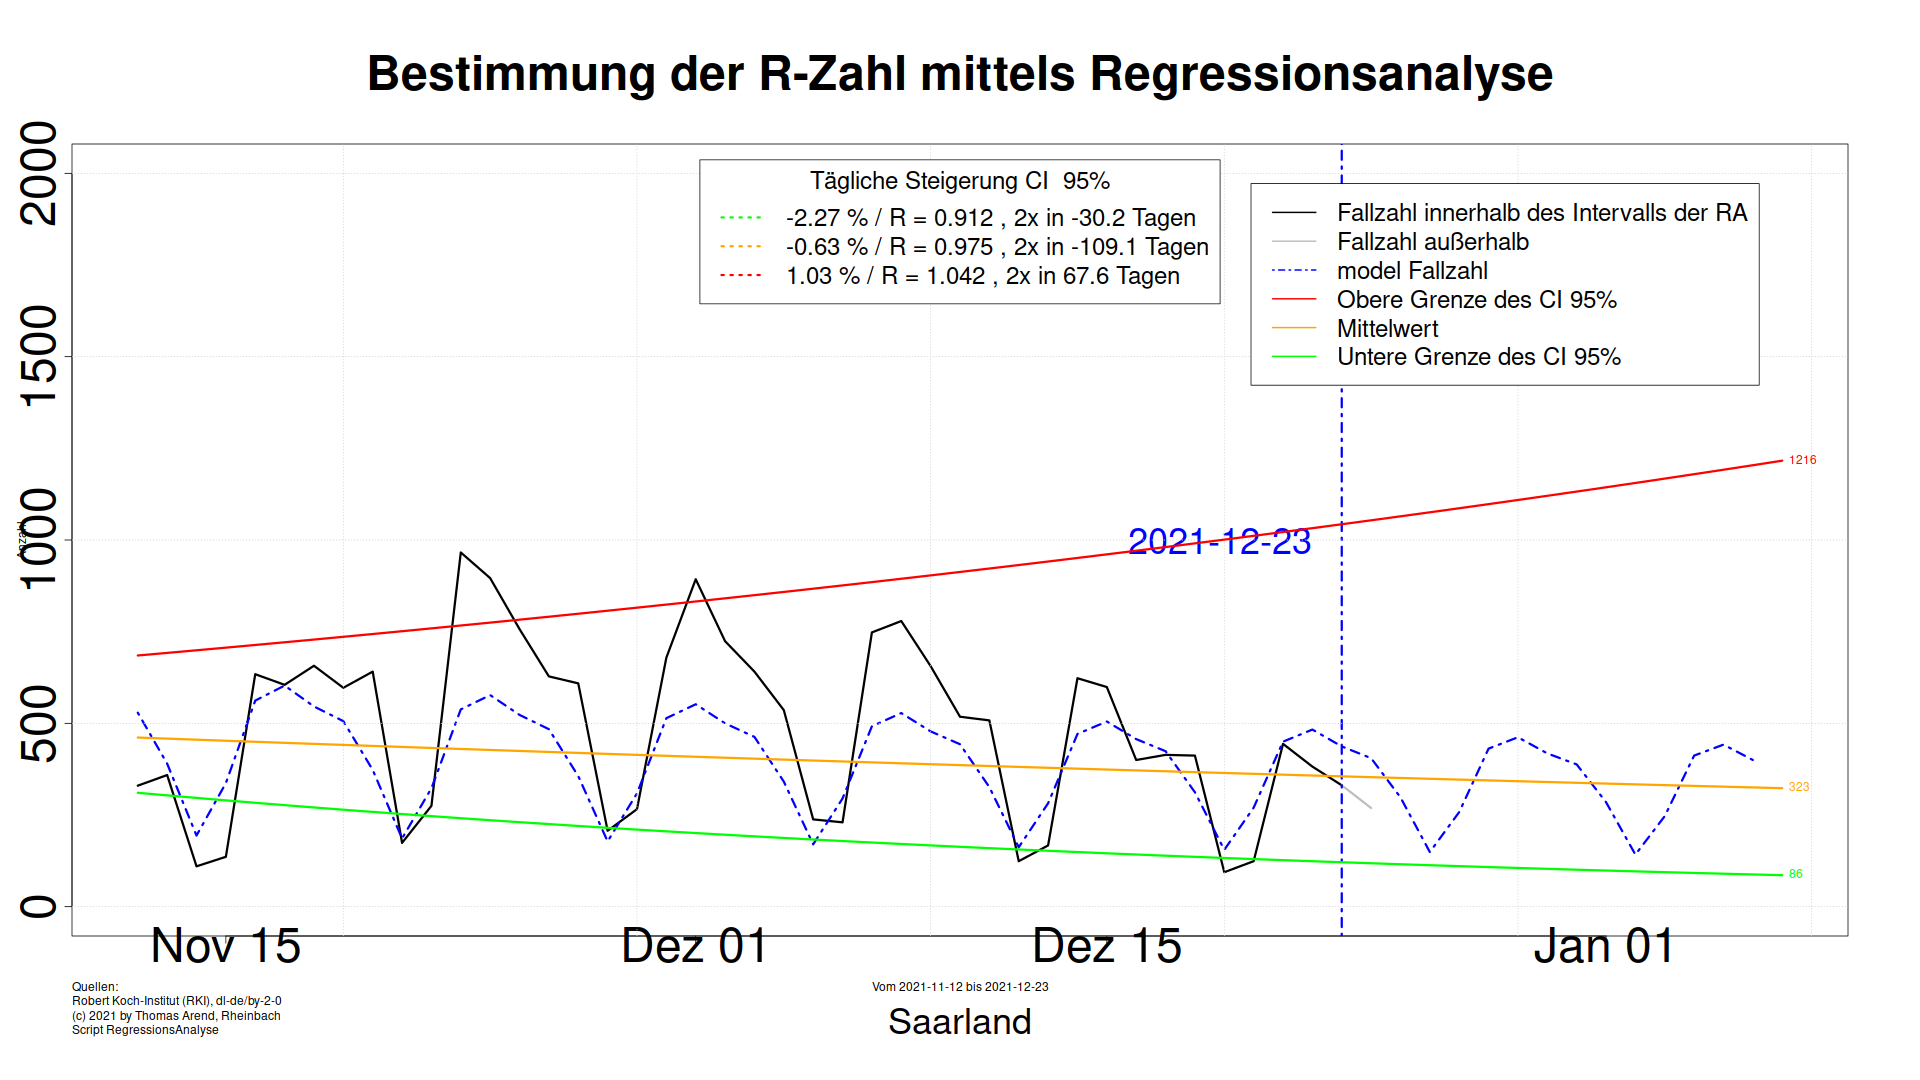 Bestimmung der R-Zahl mittels Regressionsanalyse
Tägliche Steigerung CI  95%
-2.27 % / R = 0.912 , 2x in -30.2 Tagen
-0.63 % / R = 0.975 , 2x in -109.1 Tagen
1.03 % / R = 1.042 , 2x in 67.6 Tagen
Fallzahl innerhalb des Intervalls der RA
Fallzahl außerhalb
model Fallzahl
Obere Grenze des CI 95%
Mittelwert
Untere Grenze des CI 95%
2000
1500
1000
500
0
Anzahl
2021-12-23
1216
323
86
Nov 15
Dez 01
Dez 15
Jan 01
Quellen:
Robert Koch-Institut (RKI), dl-de/by-2-0
(c) 2021 by Thomas Arend, Rheinbach
Script RegressionsAnalyse
Vom 2021-11-12 bis 2021-12-23
Saarland